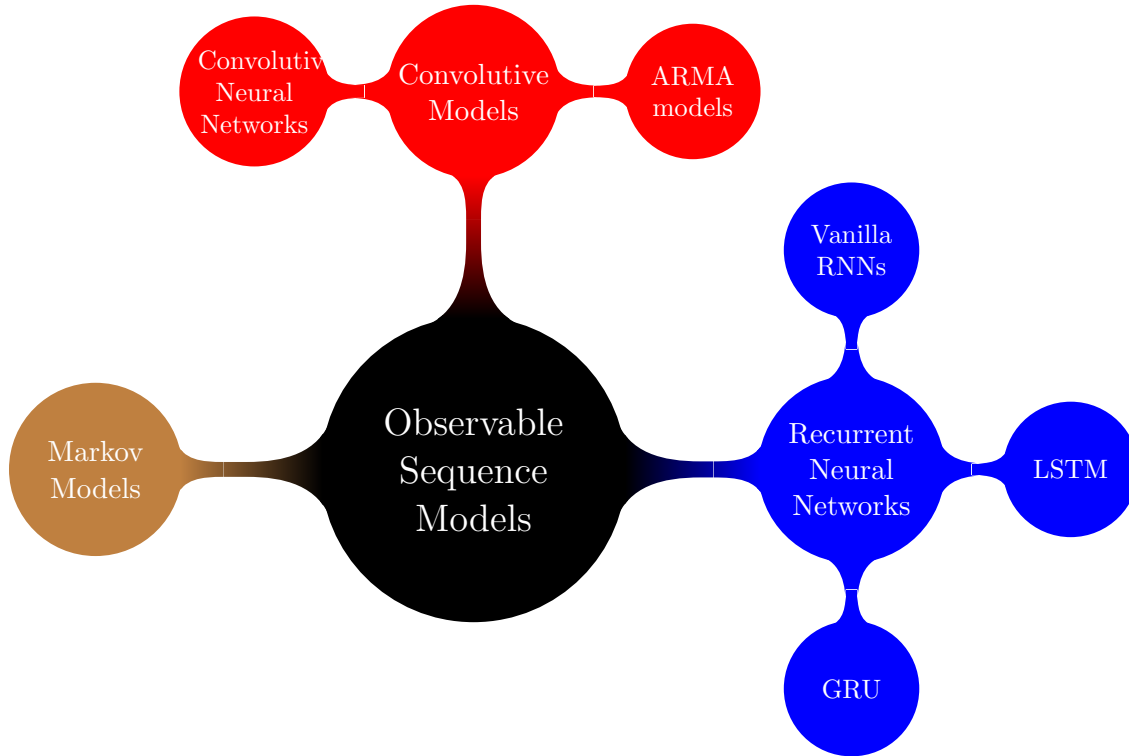 Convolutiv
Neural
Networks
Convolutive
Models
ARMA
models
Vanilla
RNNs
Markov
Models
Observable
Sequence
Models
Recurrent
Neural
Networks
LSTM
GRU